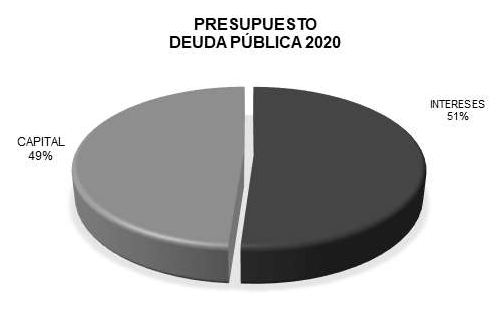 PRESUPUESTO
DEUDA PÚBLICA 2020
INTERESES
51%
CAPITAL
49%